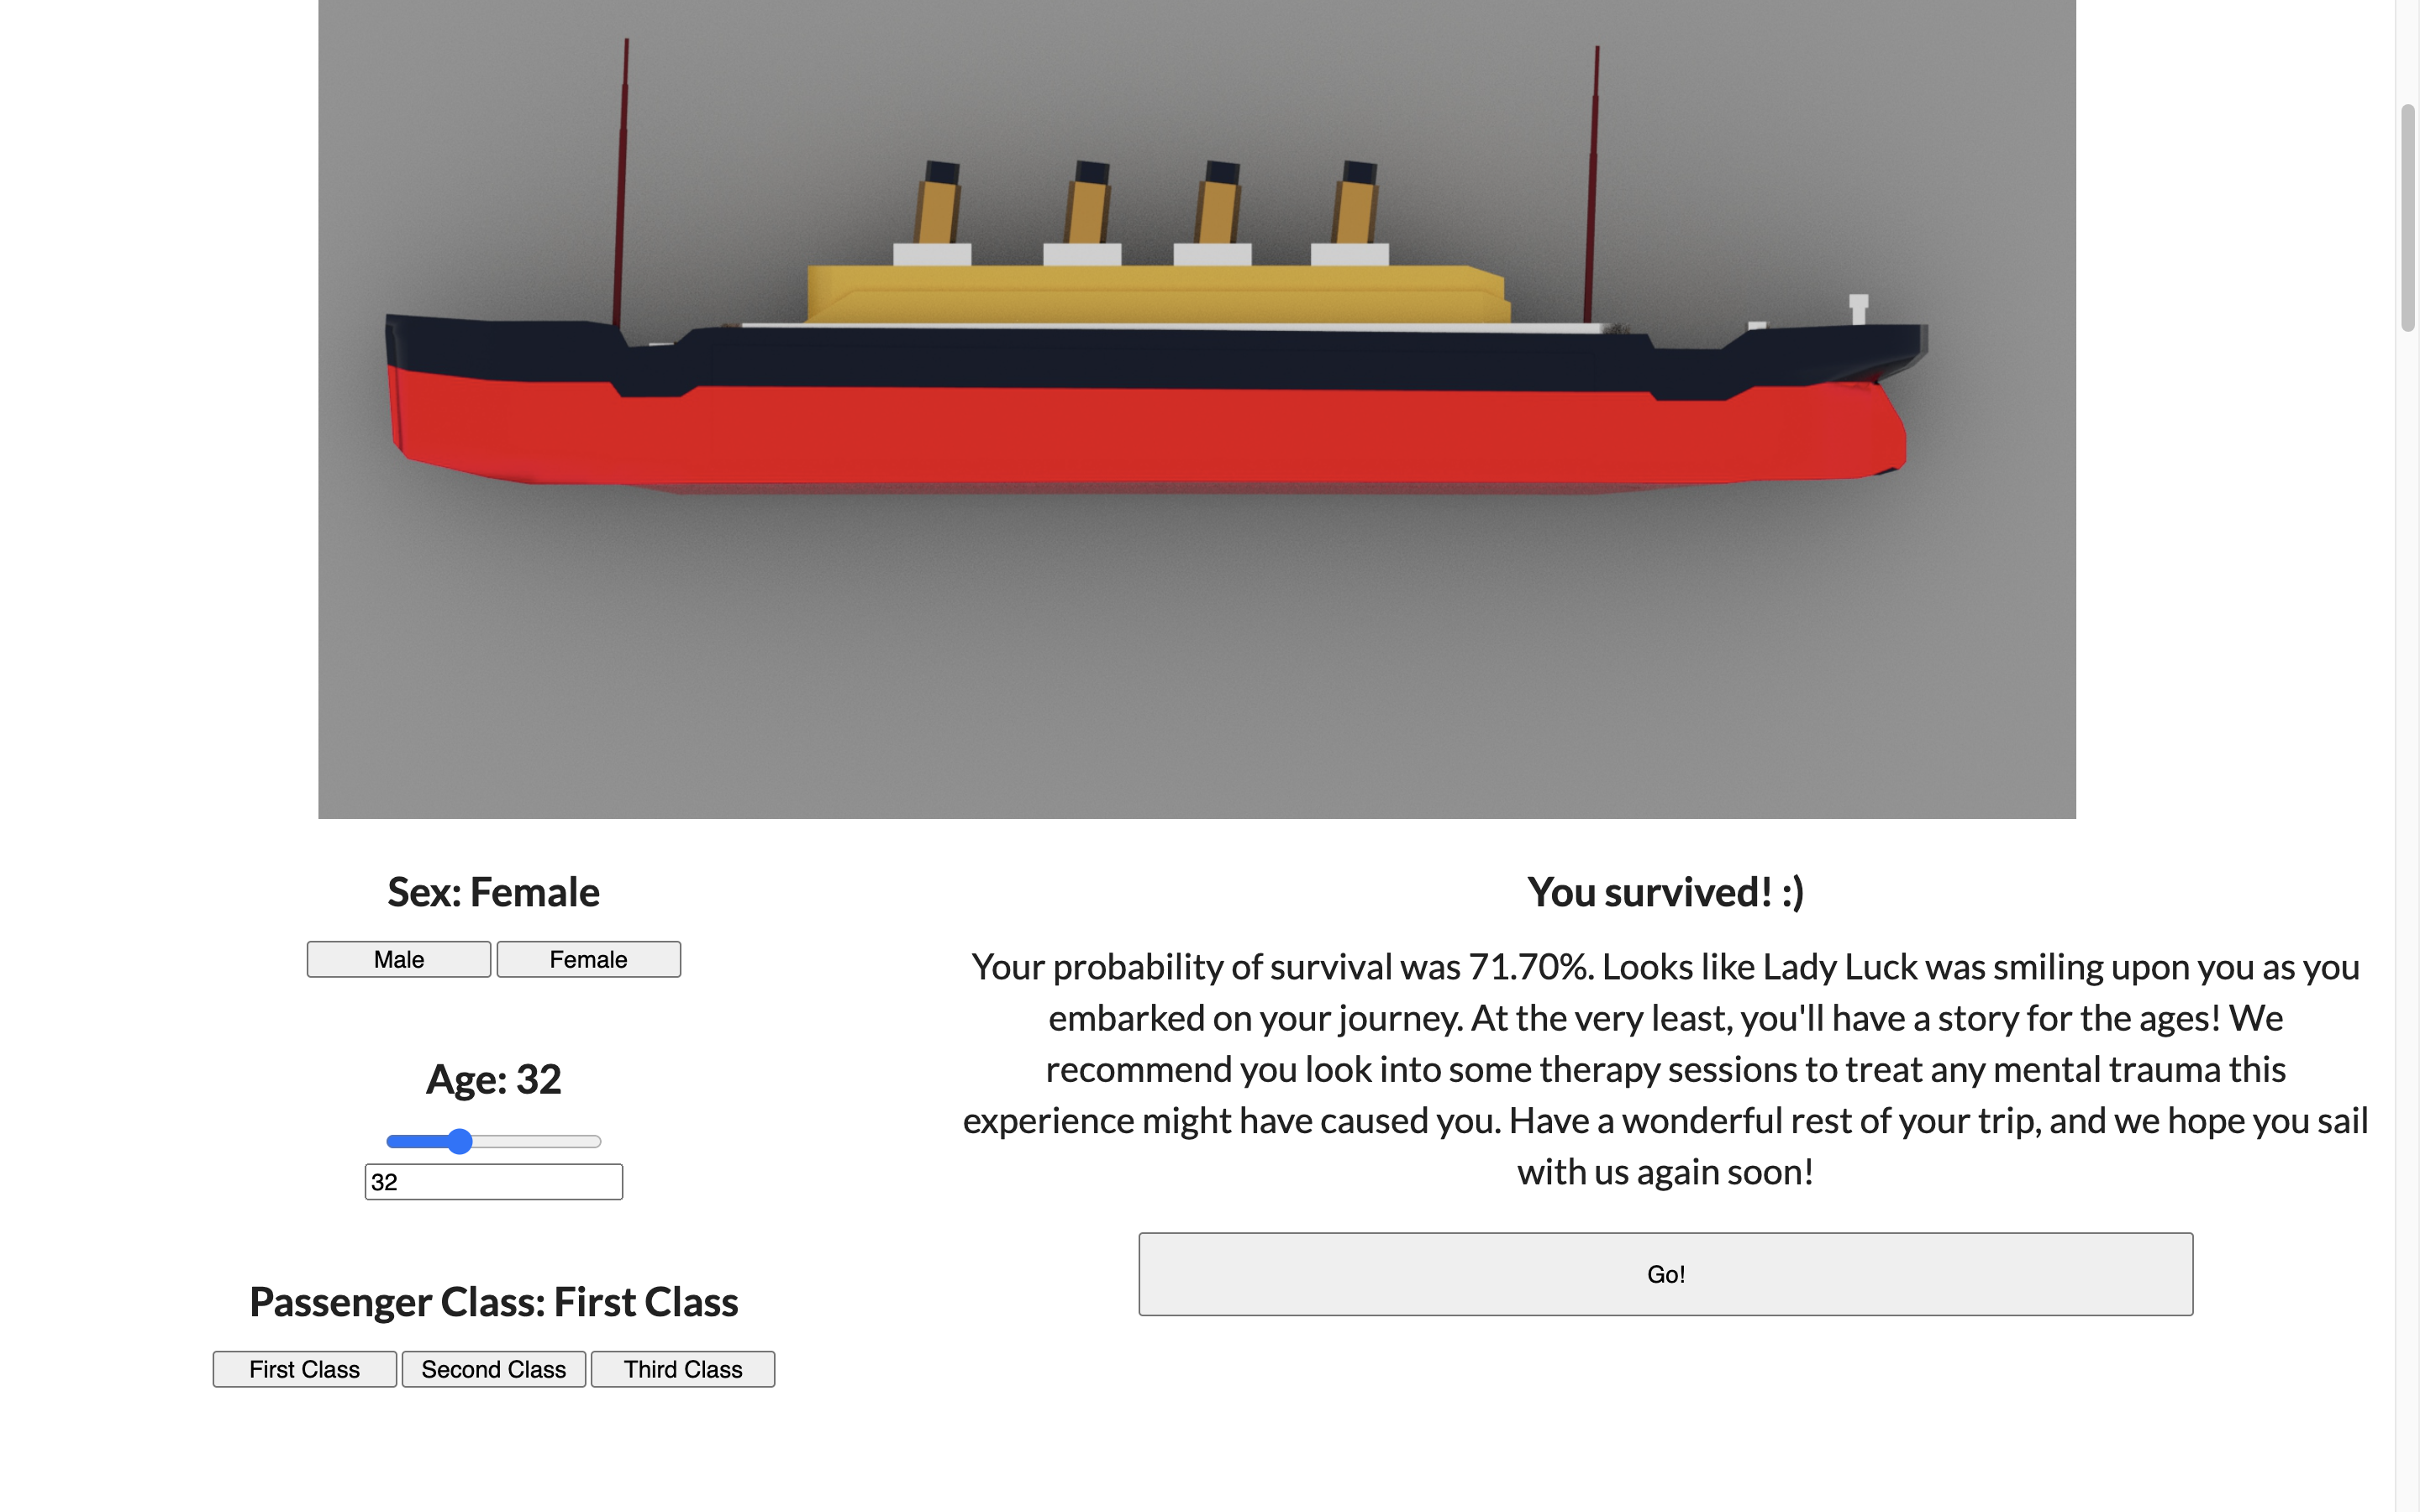 Sex: Female
Male Female
Age: 32
32
Passenger Class: First Class
First Class Second Class Third Class
You survived! :)
Your probability of survival was 71.70%. Looks like Lady Luck was smiling upon you as you
embarked on your journey. At the very least, you'll have a story for the ages! We
recommend you look into some therapy sessions to treat any mental trauma this
experience might have caused you. Have a wonderful rest of your trip, and we hope you sail
with us again soon!
Go!